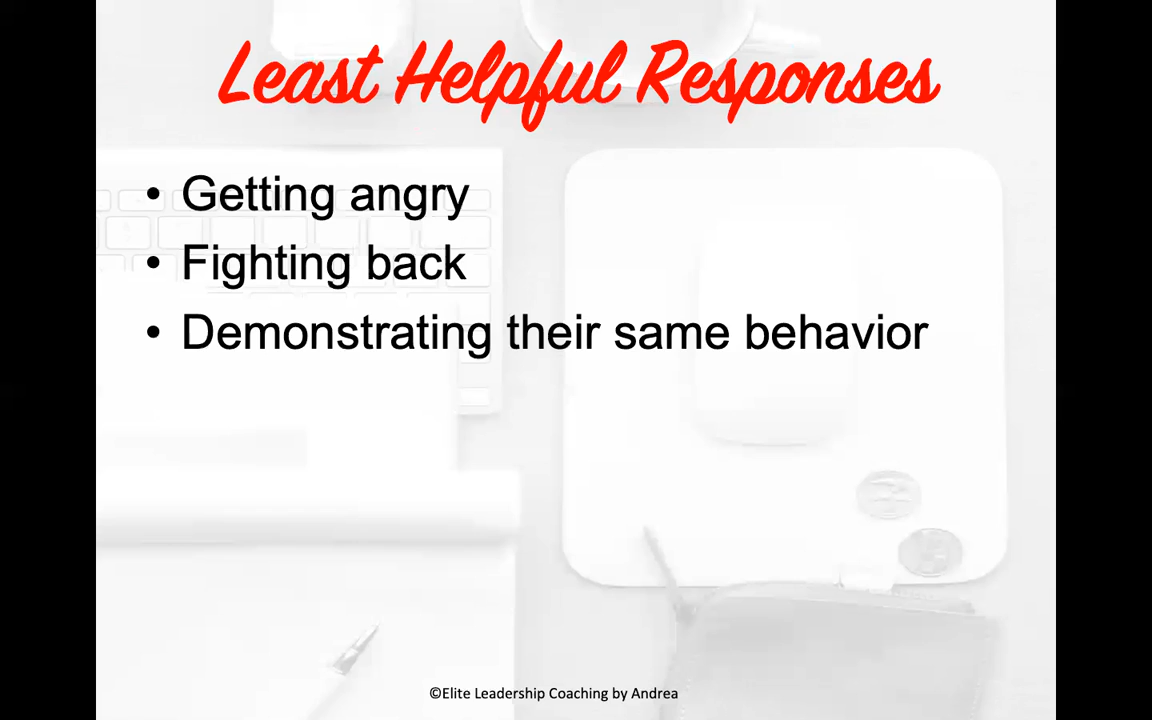 Least Helpful Responses
• Getting angry
• Fighting back
• Demonstrating their same behavior
©Elite Leadership Coaching by Andrea